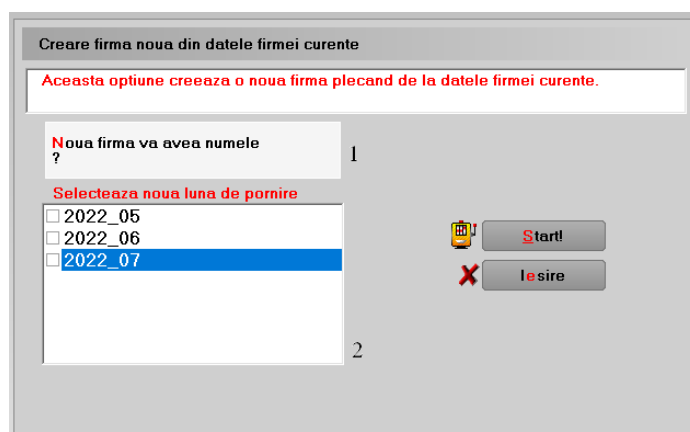 Creare firma noua din datele firmei curente
Aceasta optiune creeaza o noua firma plecand de la datele firmei curente.
Noua firma va avea numele
?
1
Selecteaza noua luna de pornire
2022_05
2022_06
2022_07
Start!
Iesire
2